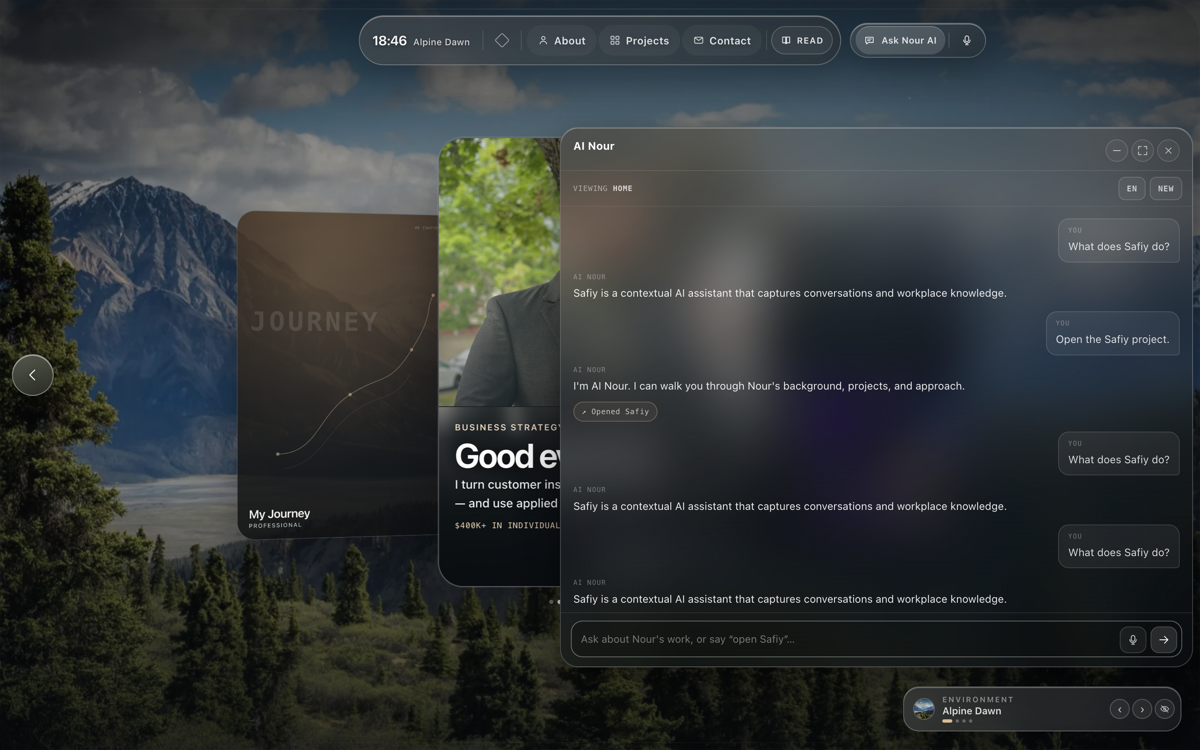 18:46 Alpine Dawn
About
Projects
Contact
READ
Ask Nour AI
AI Nour
VIEWING HOME
EN
NEW
YOU
What does Safiy do?
AI NOUR
Safiy is a contextual AI assistant that captures conversations and workplace knowledge.
YOU
Open the Safiy project.
AI NOUR
I'm AI Nour. I can walk you through Nour's background, projects, and approach.
↗ Opened Safiy
YOU
What does Safiy do?
AI NOUR
Safiy is a contextual AI assistant that captures conversations and workplace knowledge.
YOU
What does Safiy do?
AI NOUR
Safiy is a contextual AI assistant that captures conversations and workplace knowledge.
Ask about Nour's work, or say “open Safiy”…
JOURNEY
My Journey
PROFESSIONAL
BUSINESS STRATEGY
Good ev
I turn customer ins
— and use applied
$400K+ IN INDIVIDUAL
ENVIRONMENT
Alpine Dawn